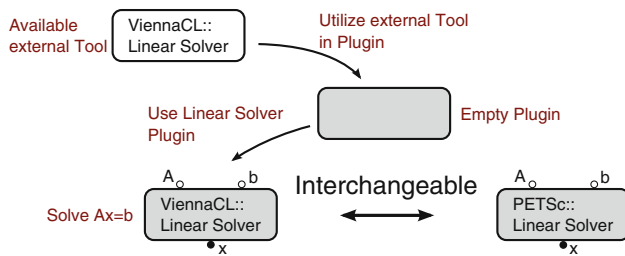 Available
external Tool
ViennaCL::
Linear Solver
Utilize external Tool
in Plugin
Use Linear Solver
Plugin
Empty Plugin
A
b
Interchangeable
A
b
Solve Ax=b
ViennaCL::
Linear Solver
PETSc::
Linear Solver
x
x